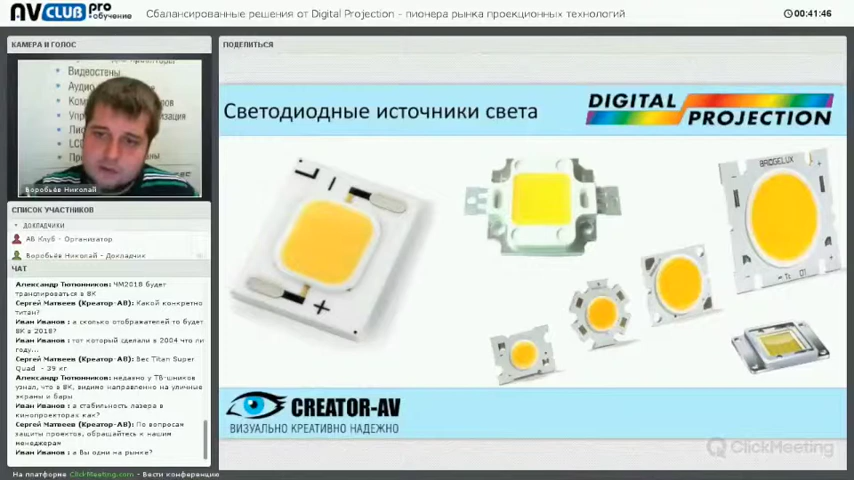 AV CLUB pro
обучение
Сбалансированные решения от Digital Projection - пионера рынка проекционных технологий
00:41:46
КАМЕРА И ГОЛОС
Видеостены
Воробьёв Николай
СПИСОК УЧАСТНИКОВ
ДОКЛАДЧИКИ
АВ Клуб - Организатор
Воробьёв Николай - Докладчик
ЧАТ
Александр Тютюнников: ЧМ2018 будет
транслироваться в 8К
Сергей Матвеев (Креатор-АВ): Какой конкретно
титан?
Иван Иванов : а сколько отображателей то будет
8К в 2018?
Иван Иванов : тот который сделали в 2004 что ли
году...
Сергей Матвеев (Креатор-АВ): Вес Titan Super
Quad - 39 кг
Александр Тютюнников: недавно у ТВ-шников
узнал, что в 8К, видимо направленно на уличные
экраны и бары
Иван Иванов : а стабильность лазера в
кинопроекторах как?
Сергей Матвеев (Креатор-АВ): По вопросам
защиты проектов, обращайтесь к нашим
менеджерам
Иван Иванов : а Вы одни на рынке?
ПОДЕЛИТЬСЯ
Светодиодные источники света
DIGITAL
PROJECTION
BRIDGELUX
CREATOR-AV
ВИЗУАЛЬНО КРЕАТИВНО НАДЕЖНО
ClickMeeting
На платформе ClickMeeting.com - Вести конференцию